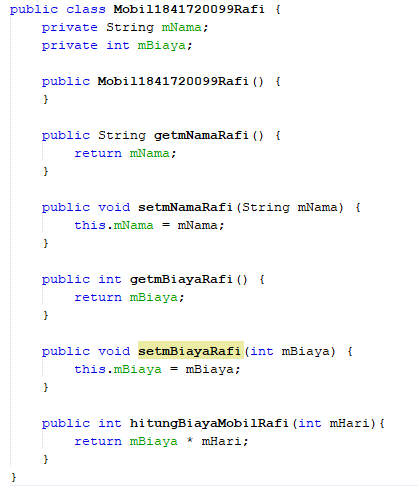 public class Mobil1841720099Rafi {
    private String mNama;
    private int mBiaya;
    public Mobil1841720099Rafi() {
    }
    public String getmNamaRafi() {
        return mNama;
    }
    public void setmNamaRafi(String mNama) {
        this.mNama = mNama;
    }
    public int getmBiayaRafi() {
        return mBiaya;
    }
    public void setmBiayaRafi(int mBiaya) {
        this.mBiaya = mBiaya;
    }
    public int hitungBiayaMobilRafi(int mHari){
        return mBiaya * mHari;
    }
}